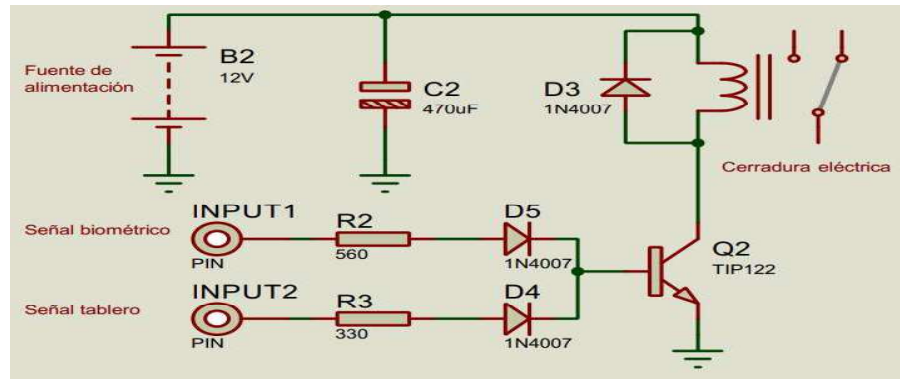 Fuente de
alimentación
B2
12V
C2
470uF
D3
1N4007
Cerradura eléctrica
Señal biométrico
INPUT1
PIN
R2
560
D5
1N4007
Q2
TIP122
Señal tablero
INPUT2
PIN
R3
330
D4
1N4007